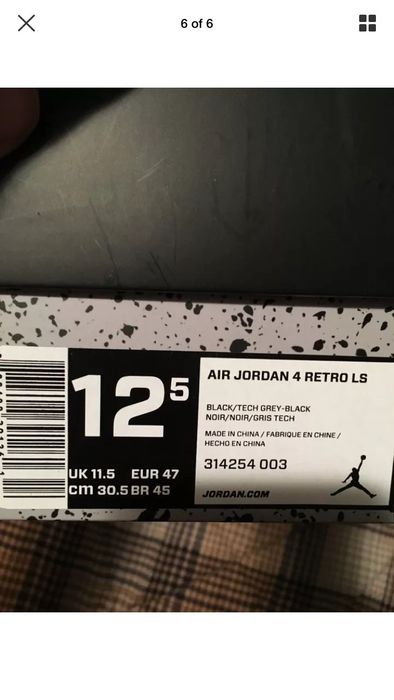 6 of 6
12 5
UK 11.5 EUR 47
cm 30.5 BR 45
AIR JORDAN 4 RETRO LS
BLACK/TECH GREY-BLACK
NOIR/NOIR/GRIS TECH
MADE IN CHINA / FABRIQUE EN CHINE /
HECHO EN CHINA
314254 003
JORDAN.COM